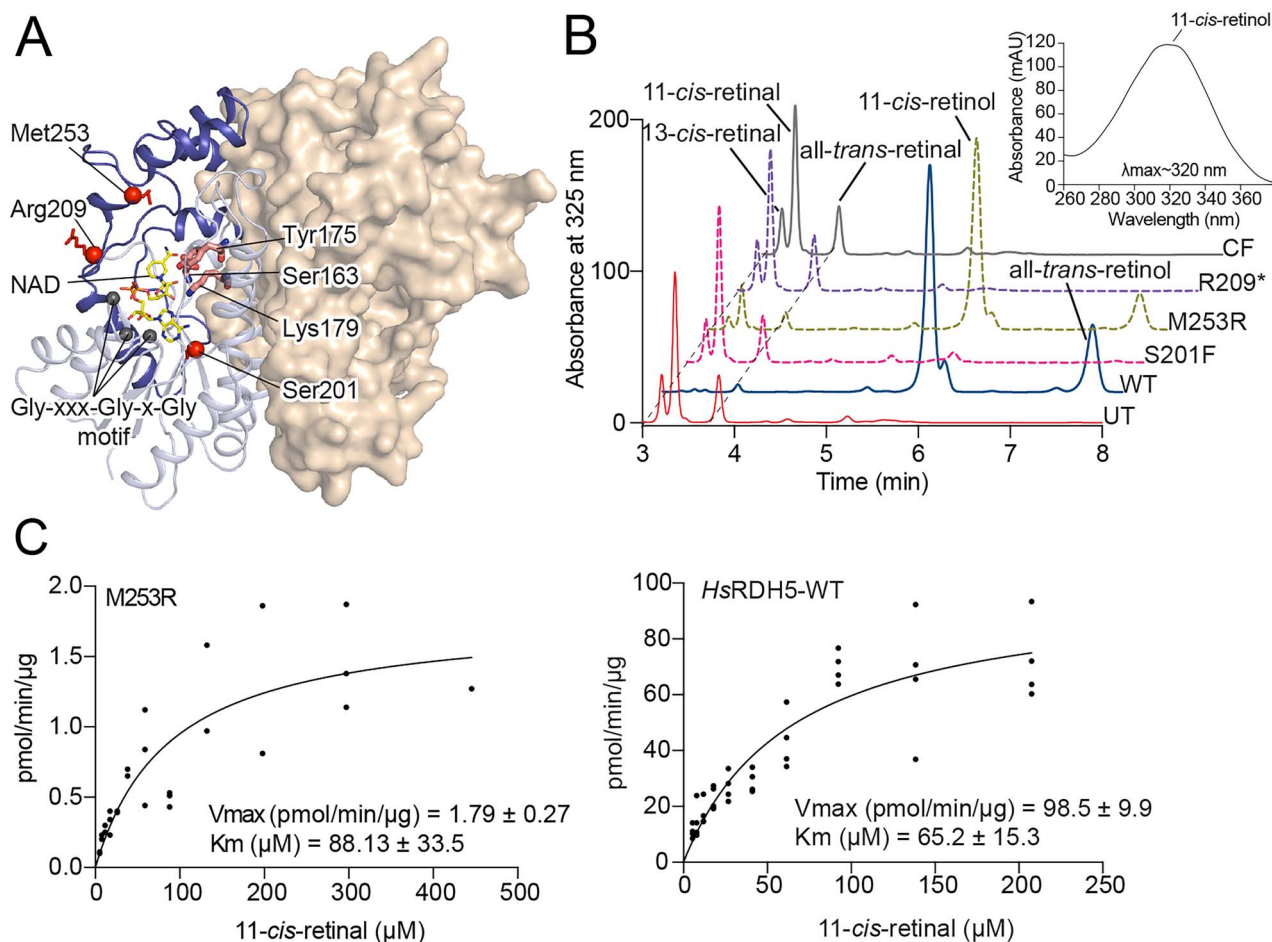 A
Met253
Arg209
NAD
Gly-xxx-Gly-x-Gly
motif
Tyr175
Ser163
Lys179
Ser201
B
Absorbance at 325 nm
200
100
0
3 4 5 6 7 8
Time (min)
11-cis-retinal
13-cis-retinal
all-trans-retinal
11-cis-retinol
all-trans-retinol
CF
R209*
M253R
S201F
WT
UT
11-cis-retinol
Absorbance (mAU)
120
100
80
60
40
20
0
λmax~320 nm
260 280 300 320 340 360
Wavelength (nm)
C
M253R
pmol/min/µg
2.0
1.5
1.0
0.5
0.0
Vmax (pmol/min/µg) = 1.79 ± 0.27
Km (µM) = 88.13 ± 33.5
0 100 200 300 400 500
11-cis-retinal (µM)
HsRDH5-WT
pmol/min/µg
100
80
60
40
20
0
Vmax (pmol/min/µg) = 98.5 ± 9.9
Km (µM) = 65.2 ± 15.3
0 50 100 150 200 250
11-cis-retinal (µM)